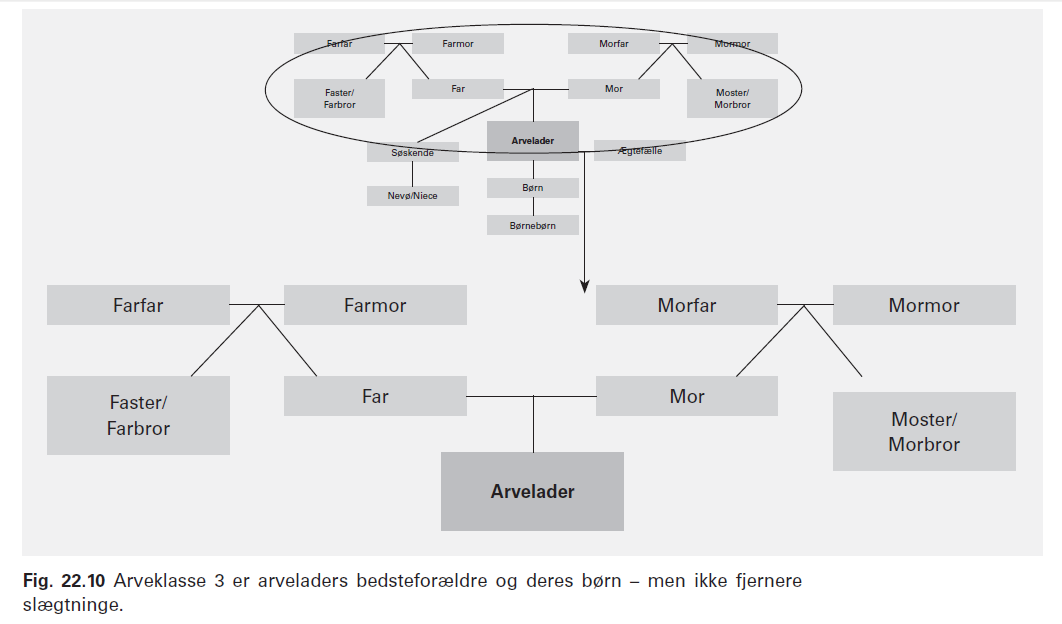 Farfar
Farmor
Morfar
Mormor
Faster/
Farbror
Far
Mor
Moster/
Morbror
Arvelader
Søskende
Ægtefælle
Nevø/Niece
Børn
Børnebørn
Farfar
Farmor
Morfar
Mormor
Faster/
Farbror
Far
Mor
Moster/
Morbror
Arvelader
Fig. 22.10 Arveklasse 3 er arveladers bedsteforældre og deres børn – men ikke fjernere
slægtninge.